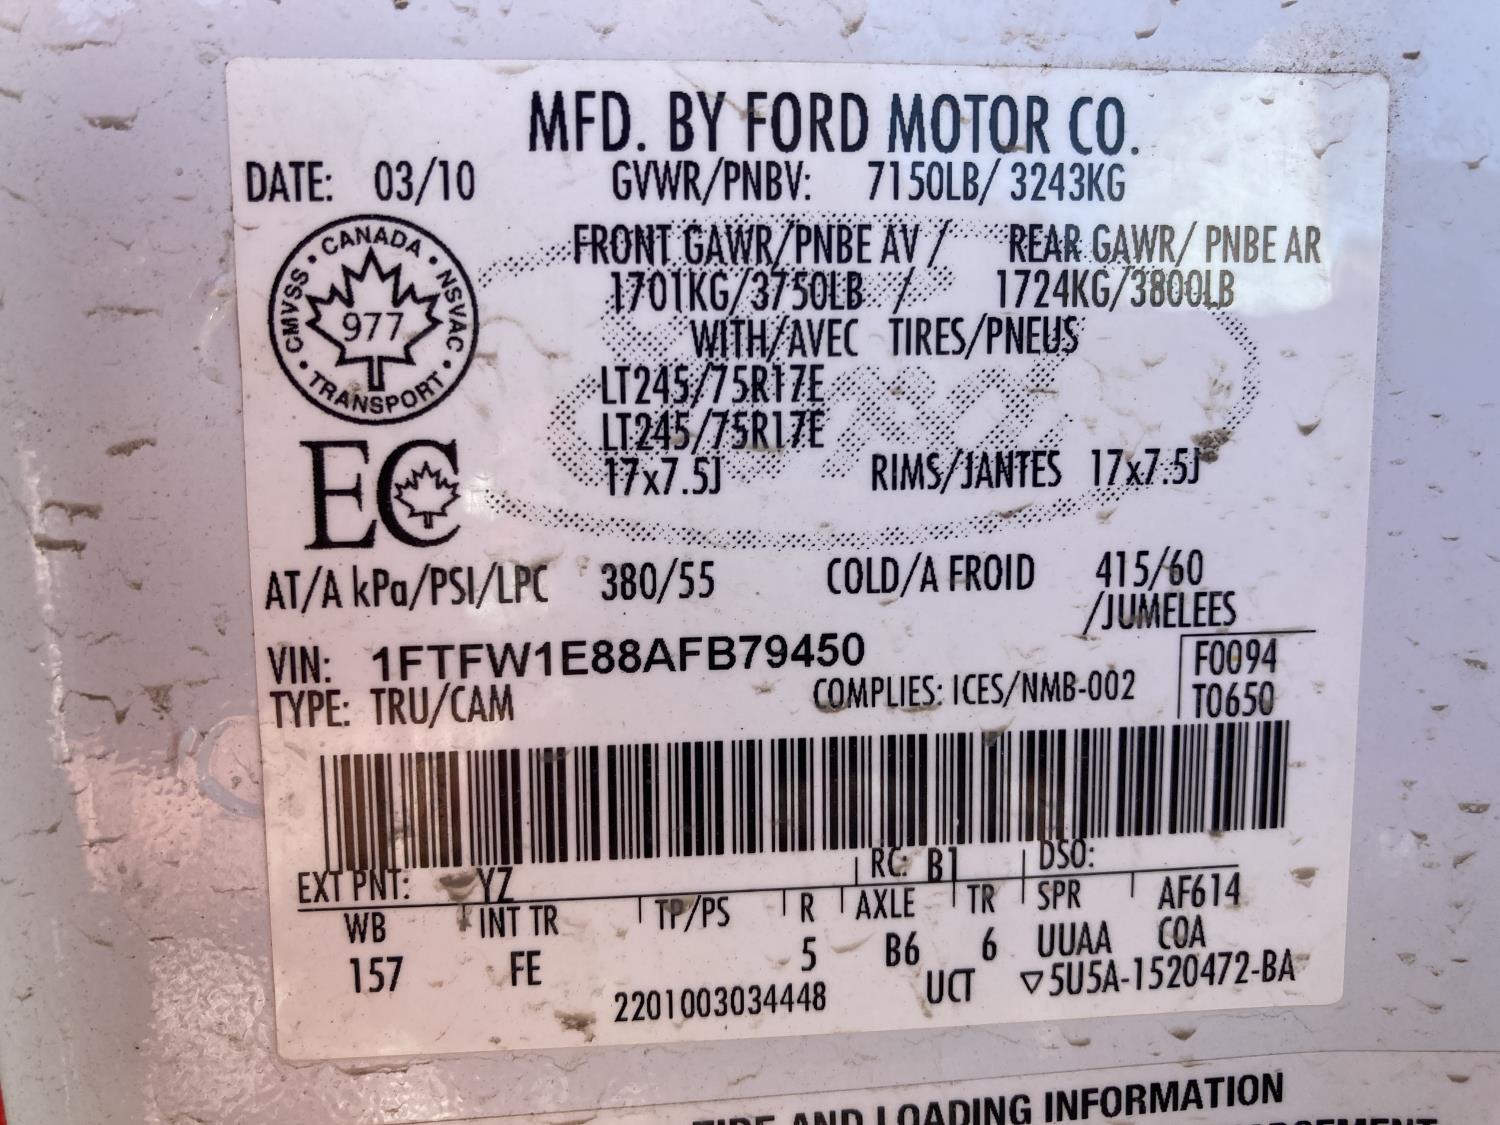 MFD. BY FORD MOTOR CO.
DATE: 03/10 GVWR/PNBV: 7150LB/ 3243KG
CANADA
CMVSS • NSVAC
977
TRANSPORT
FRONT GAWR/PNBE AV / REAR GAWR/ PNBE AR
1701KG/3750LB / 1724KG/3800LB
WITH/AVEC TIRES/PNEUS
LT245/75R17E
LT245/75R17E
17x7.5J RIMS/JANTES 17x7.5J
EC
AT/A kPa/PSI/LPC 380/55 COLD/A FROID 415/60
/JUMELEES
VIN: 1FTFW1E88AFB79450 F0094
TYPE: TRU/CAM COMPLIES: ICES/NMB-002 T0650
EXT PNT: YZ RC: B1 DSO:
WB INT TR TP/PS R AXLE TR SPR AF614
157 FE 5 B6 6 UUAA COA
2201003034448 UCT ▽5U5A-1520472-BA
TIRE AND LOADING INFORMATION